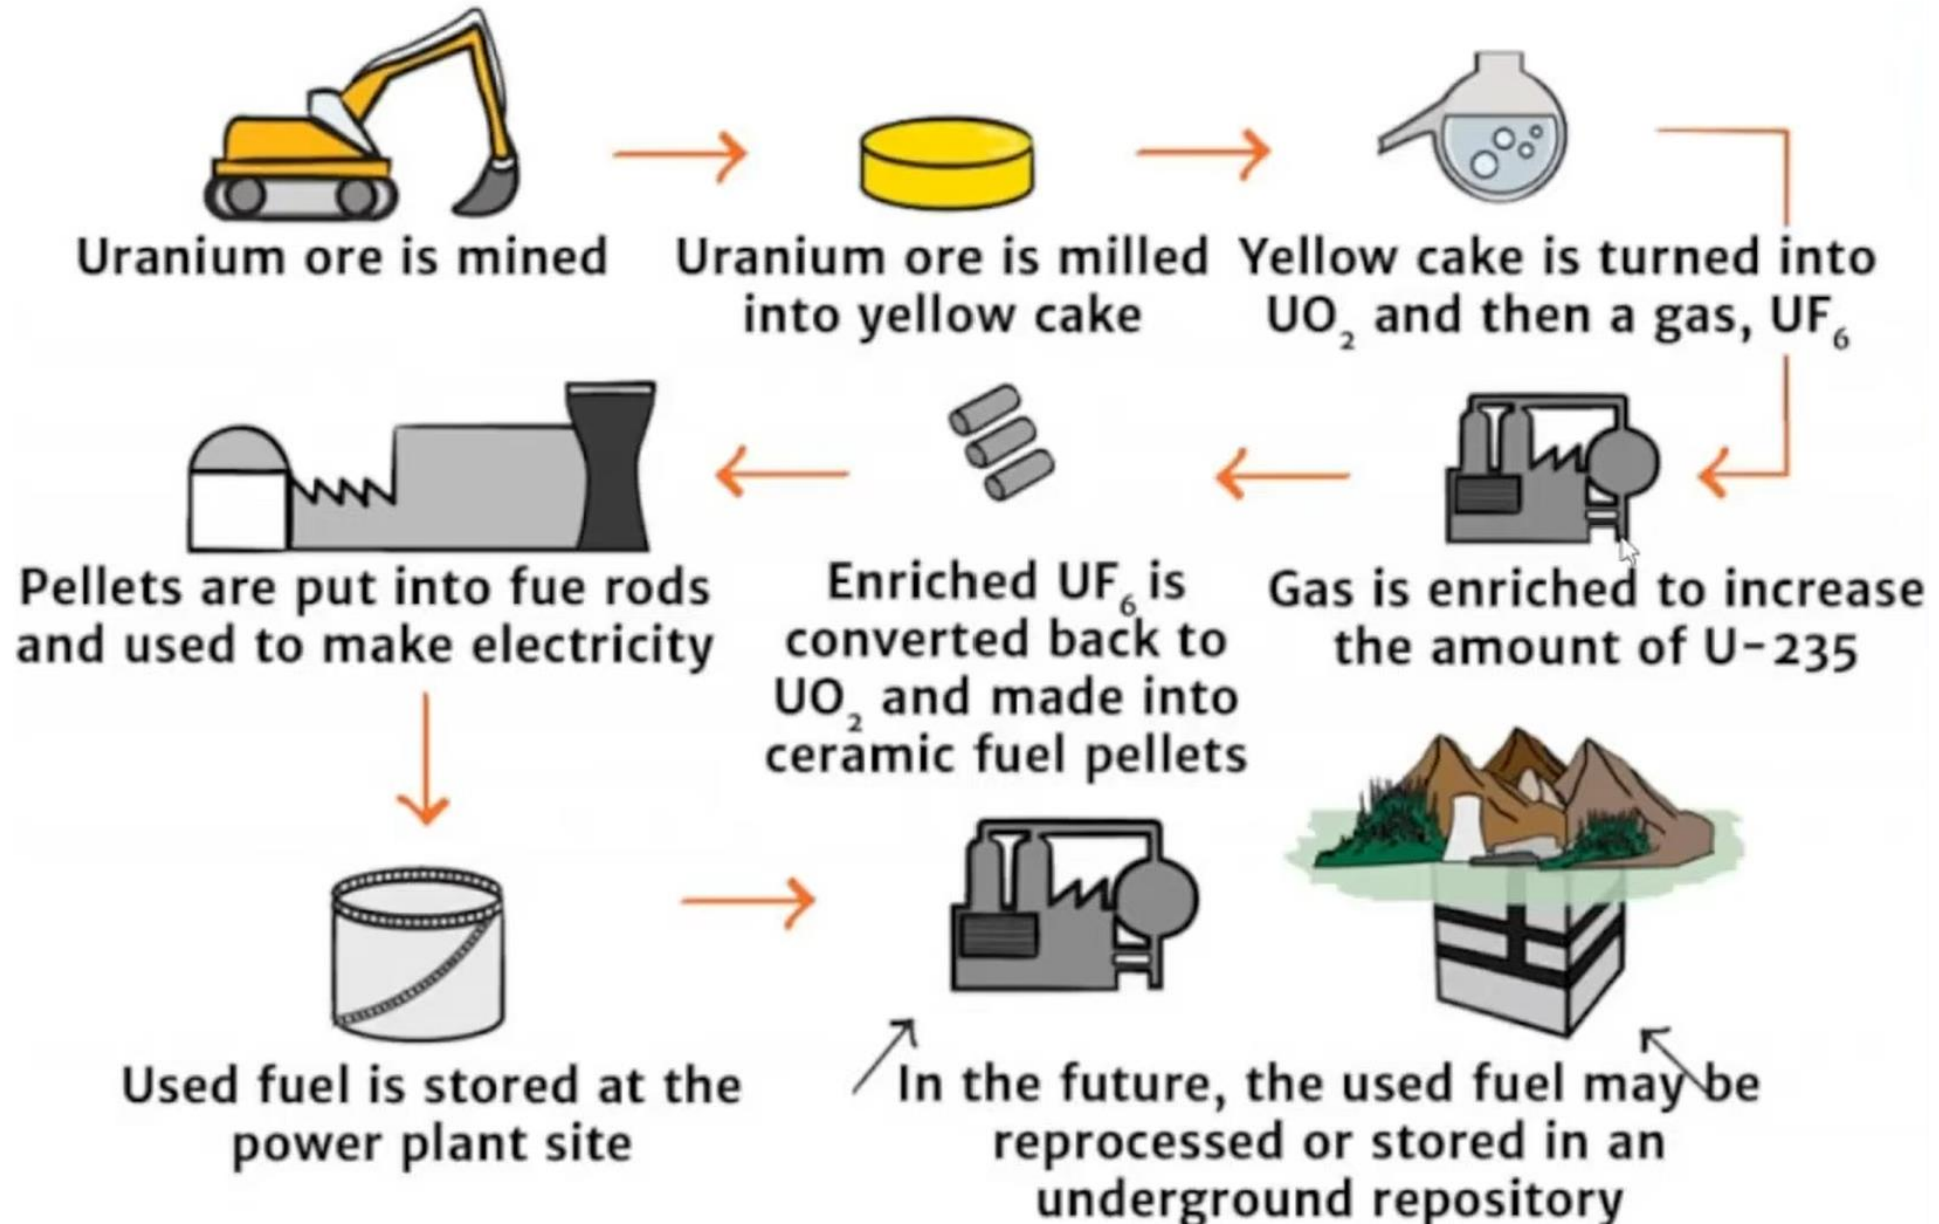 Uranium ore is mined
Uranium ore is milled
into yellow cake
Yellow cake is turned into
UO₂ and then a gas, UF₆
Pellets are put into fue rods
and used to make electricity
Enriched UF₆ is
converted back to
UO₂ and made into
ceramic fuel pellets
Gas is enriched to increase
the amount of U-235
Used fuel is stored at the
power plant site
In the future, the used fuel may be
reprocessed or stored in an
underground repository